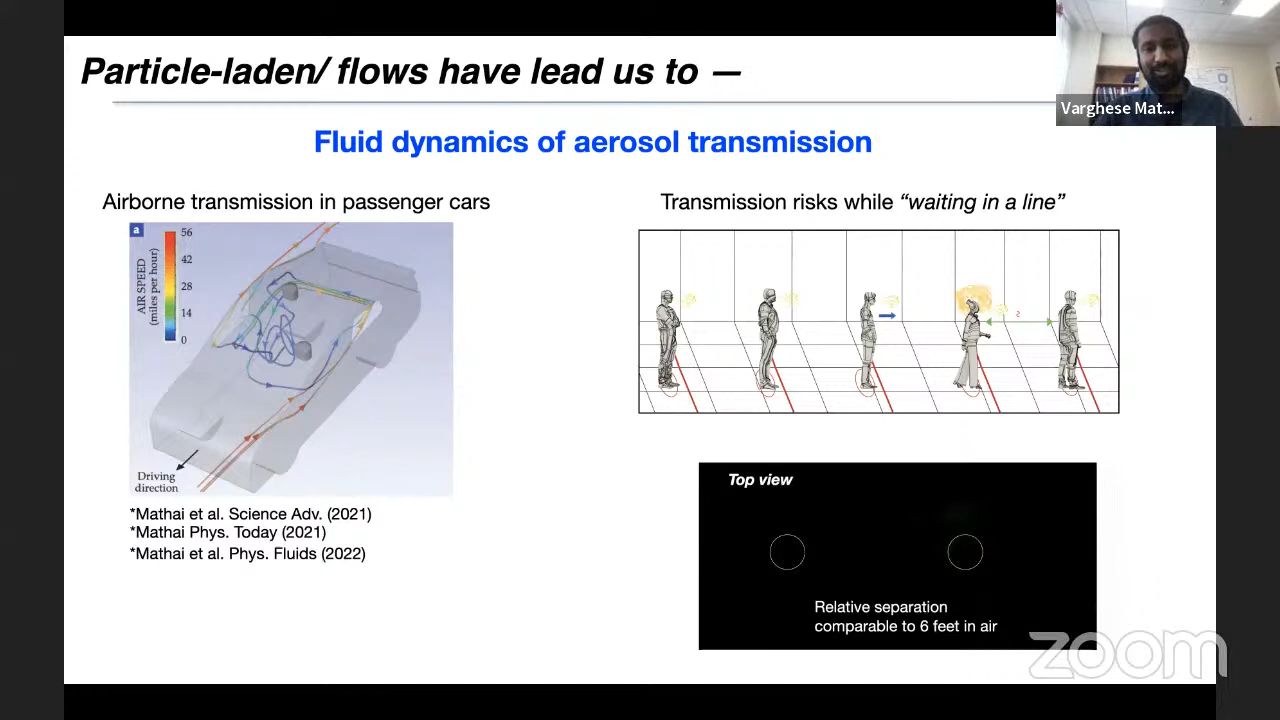 Particle-laden/ flows have lead us to —
Varghese Mat...
Fluid dynamics of aerosol transmission
Airborne transmission in passenger cars
a
AIR SPEED
(miles per hour)
56
42
28
14
0
Driving
direction
*Mathai et al. Science Adv. (2021)
*Mathai Phys. Today (2021)
*Mathai et al. Phys. Fluids (2022)
Transmission risks while “waiting in a line”
Top view
Relative separation
comparable to 6 feet in air
zoom